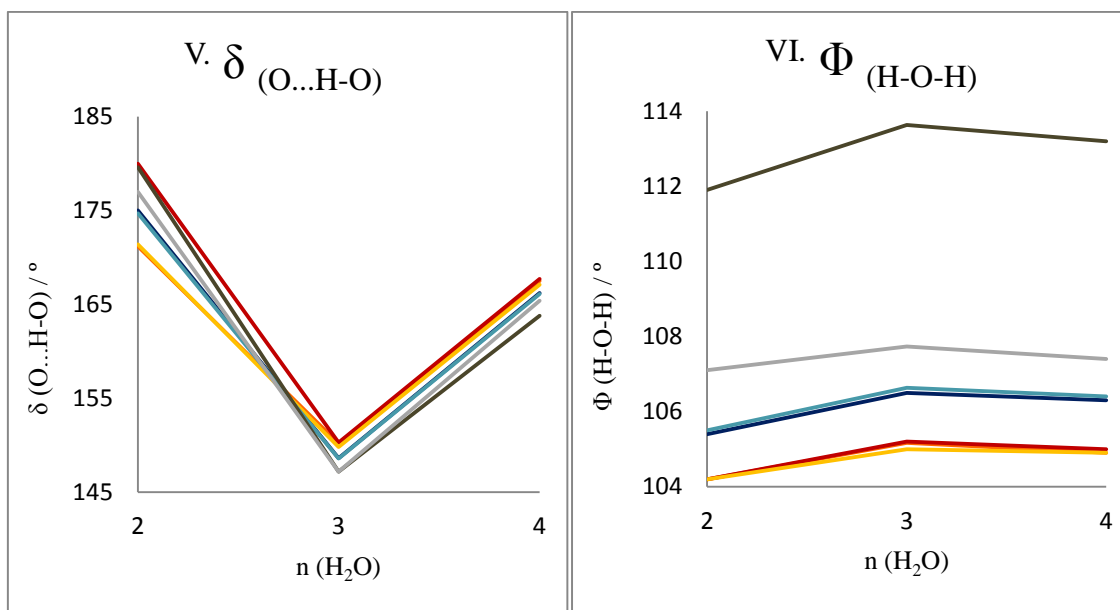 V. δ (O...H-O)
185
175
165
155
145
2
3
4
δ (O...H-O) / º
n (H₂O)
VI. Φ (H-O-H)
114
112
110
108
106
104
2
3
4
Φ (H-O-H) / º
n (H₂O)